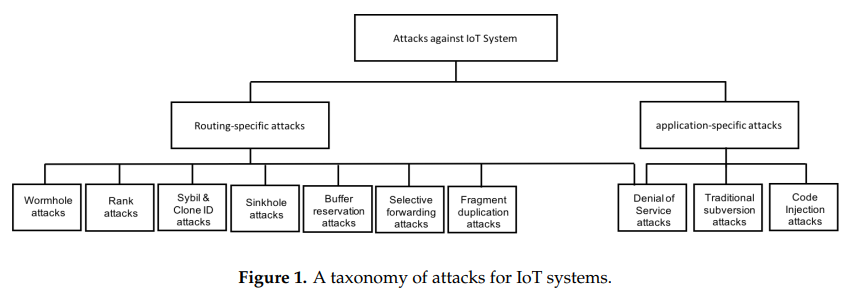 Attacks against IoT System
Routing-specific attacks
application-specific attacks
Wormhole
attacks
Rank
attacks
Sybil &
Clone ID
attacks
Sinkhole
attacks
Buffer
reservation
attacks
Selective
forwarding
attacks
Fragment
duplication
attacks
Denial of
Service
attacks
Traditional
subversion
attacks
Code
Injection
attacks
Figure 1. A taxonomy of attacks for IoT systems.